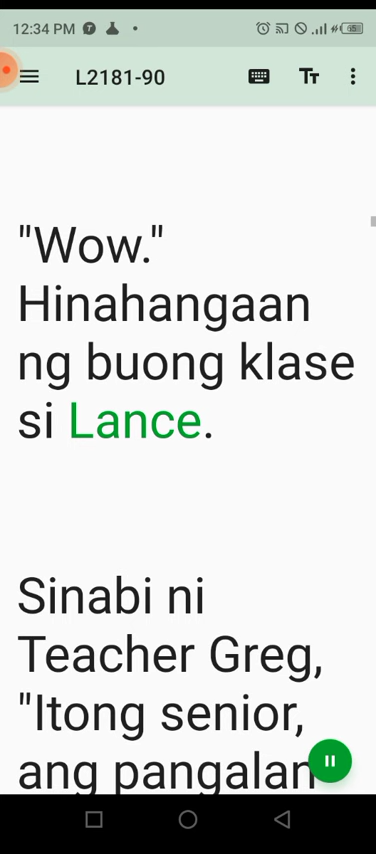 12:34 PM
L2181-90
"Wow."
Hinahangaan
ng buong klase
si Lance.
Sinabi ni
Teacher Greg,
"Itong senior,
ang pangalan